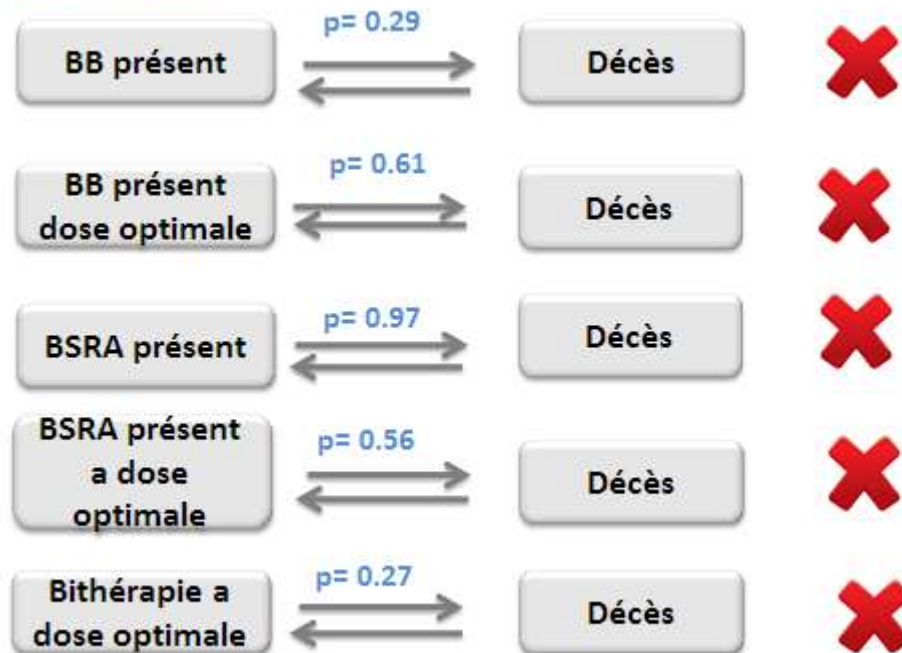 p= 0.29
BB présent
Décès
p= 0.61
BB présent
dose optimale
Décès
p= 0.97
BSRA présent
Décès
BSRA présent
a dose
optimale
p= 0.56
Décès
p= 0.27
Bithérapie a
dose optimale
Décès